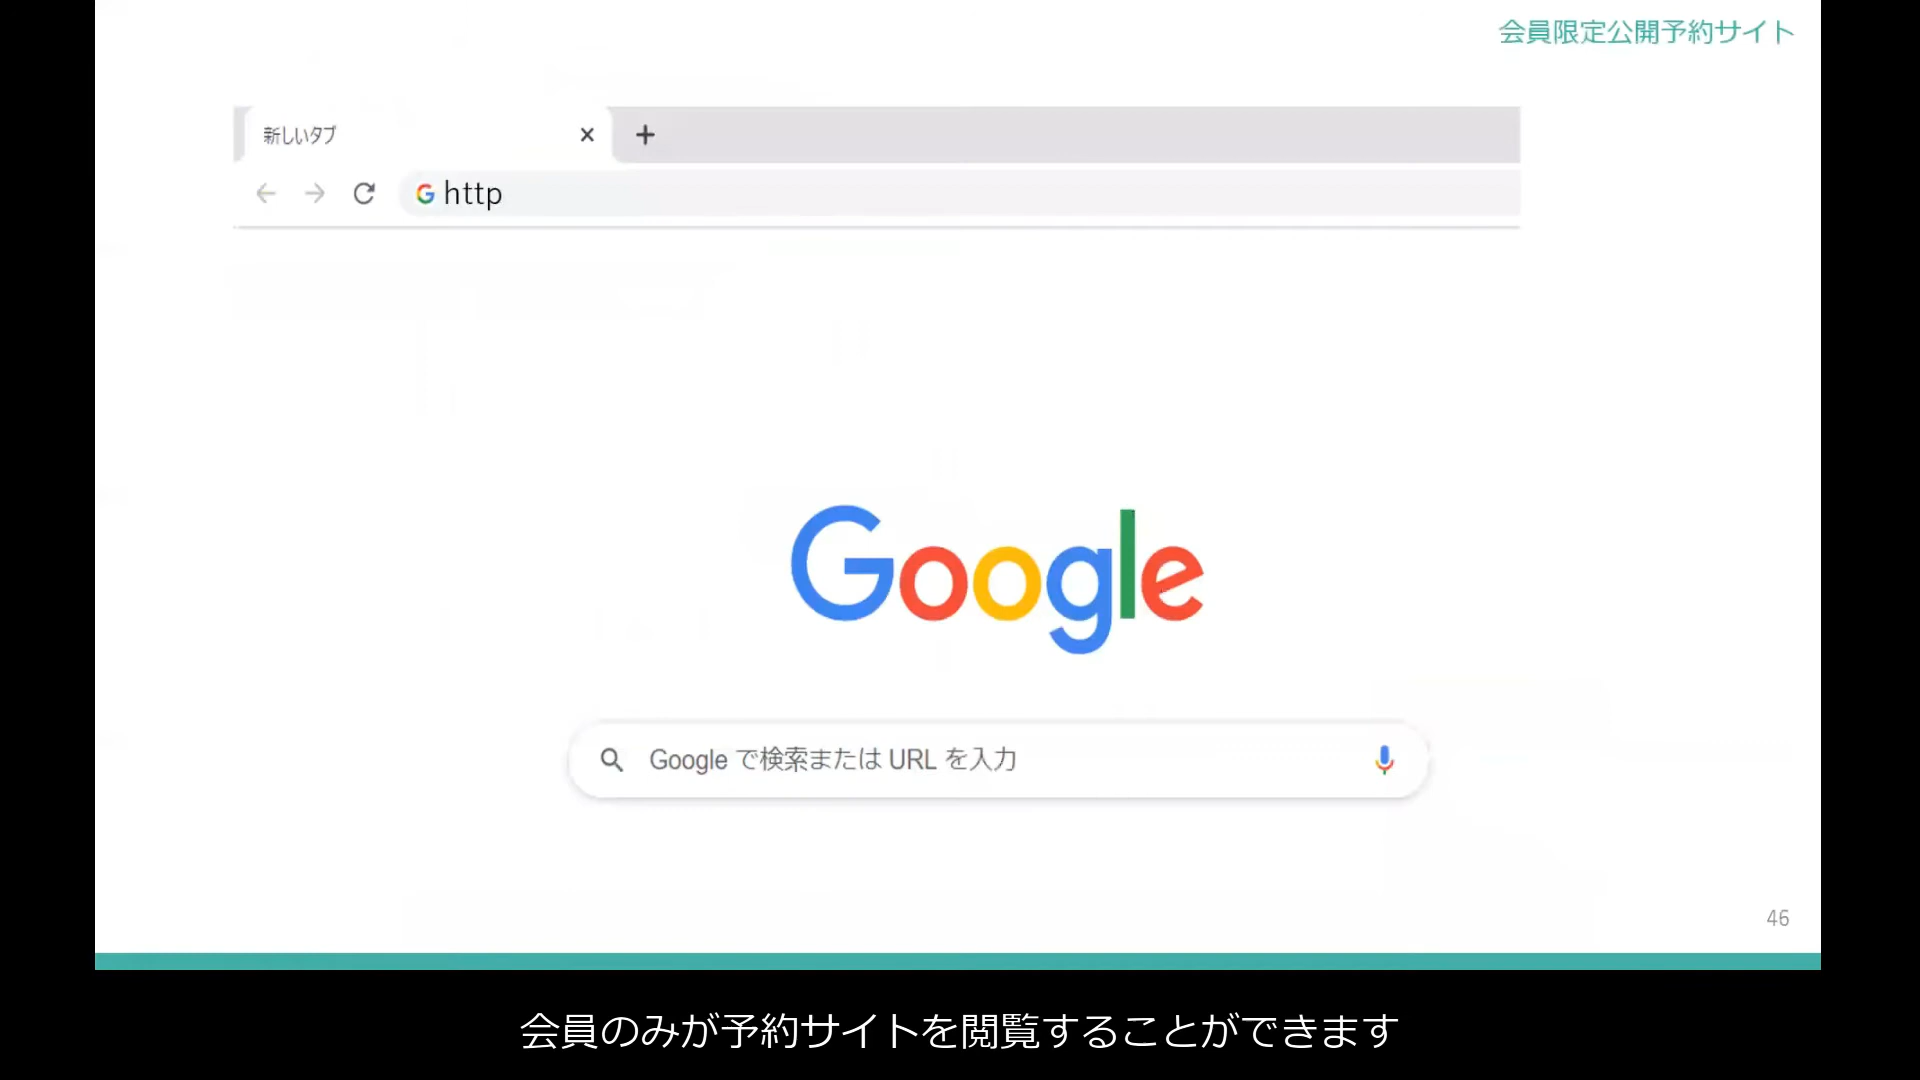 会員限定公開予約サイト
新しいタブ
http
Google
Google で検索または URL を入力
46
会員のみが予約サイトを閲覧することができます